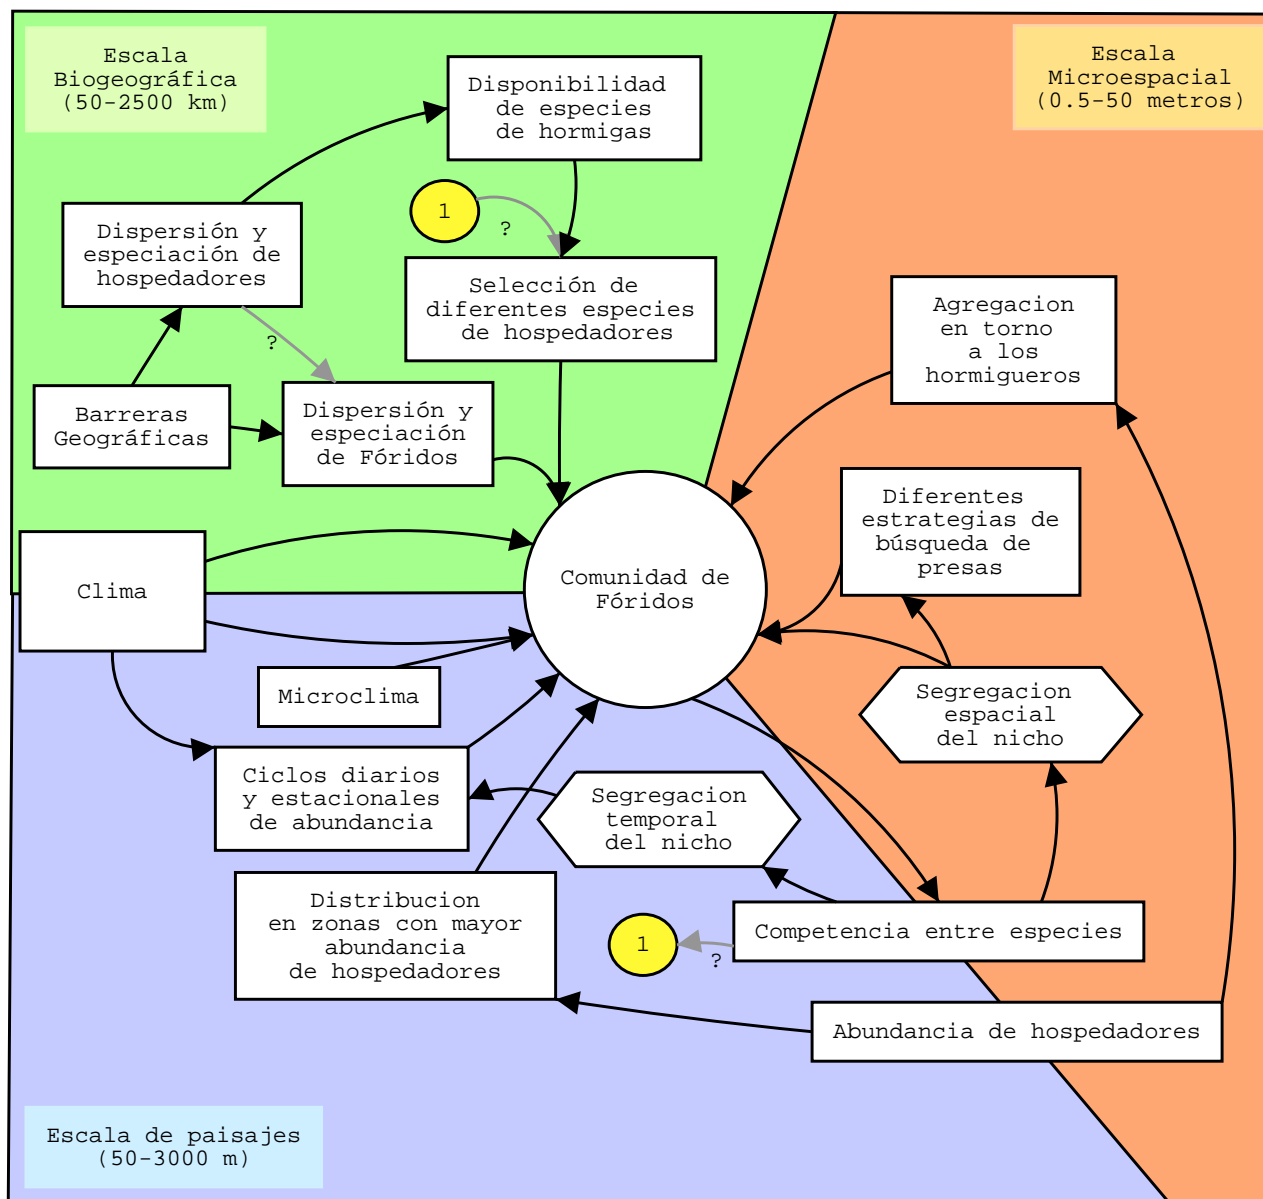 Escala
Biogeográfica
(50-2500 km)
Escala
Microespacial
(0.5-50 metros)
Disponibilidad
de especies
de hormigas
1
?
Dispersión y
especiación de
hospedadores
?
Selección de
diferentes especies
de hospedadores
Agregacion
en torno
a los
hormigueros
Barreras
Geográficas
Dispersión y
especiación
de Fóridos
Diferentes
estrategias de
búsqueda de
presas
Clima
Comunidad de
Fóridos
Microclima
Segregacion
espacial
del nicho
Ciclos diarios
y estacionales
de abundancia
Segregacion
temporal
del nicho
Distribucion
en zonas con mayor
abundancia
de hospedadores
1
?
Competencia entre especies
Abundancia de hospedadores
Escala de paisajes
(50-3000 m)